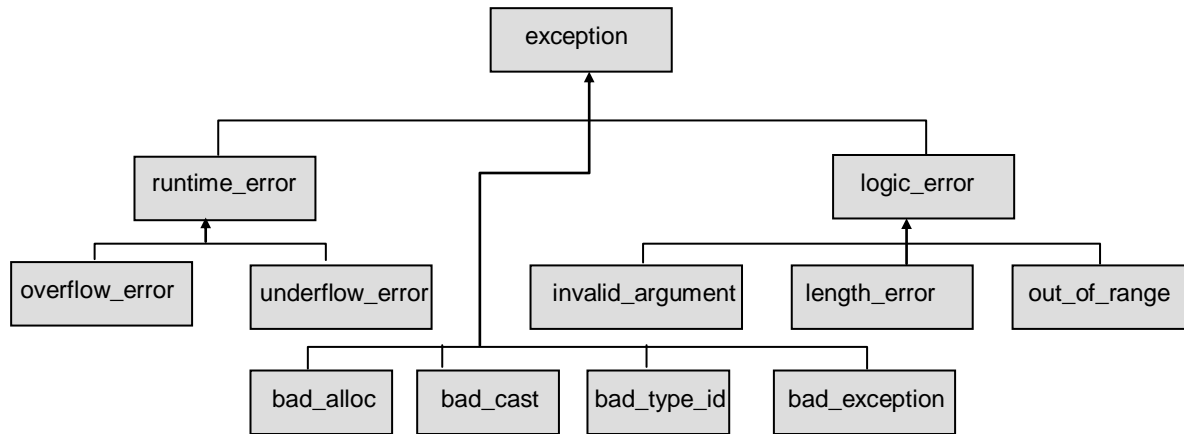 exception
runtime_error
logic_error
overflow_error
underflow_error
invalid_argument
length_error
out_of_range
bad_alloc
bad_cast
bad_type_id
bad_exception